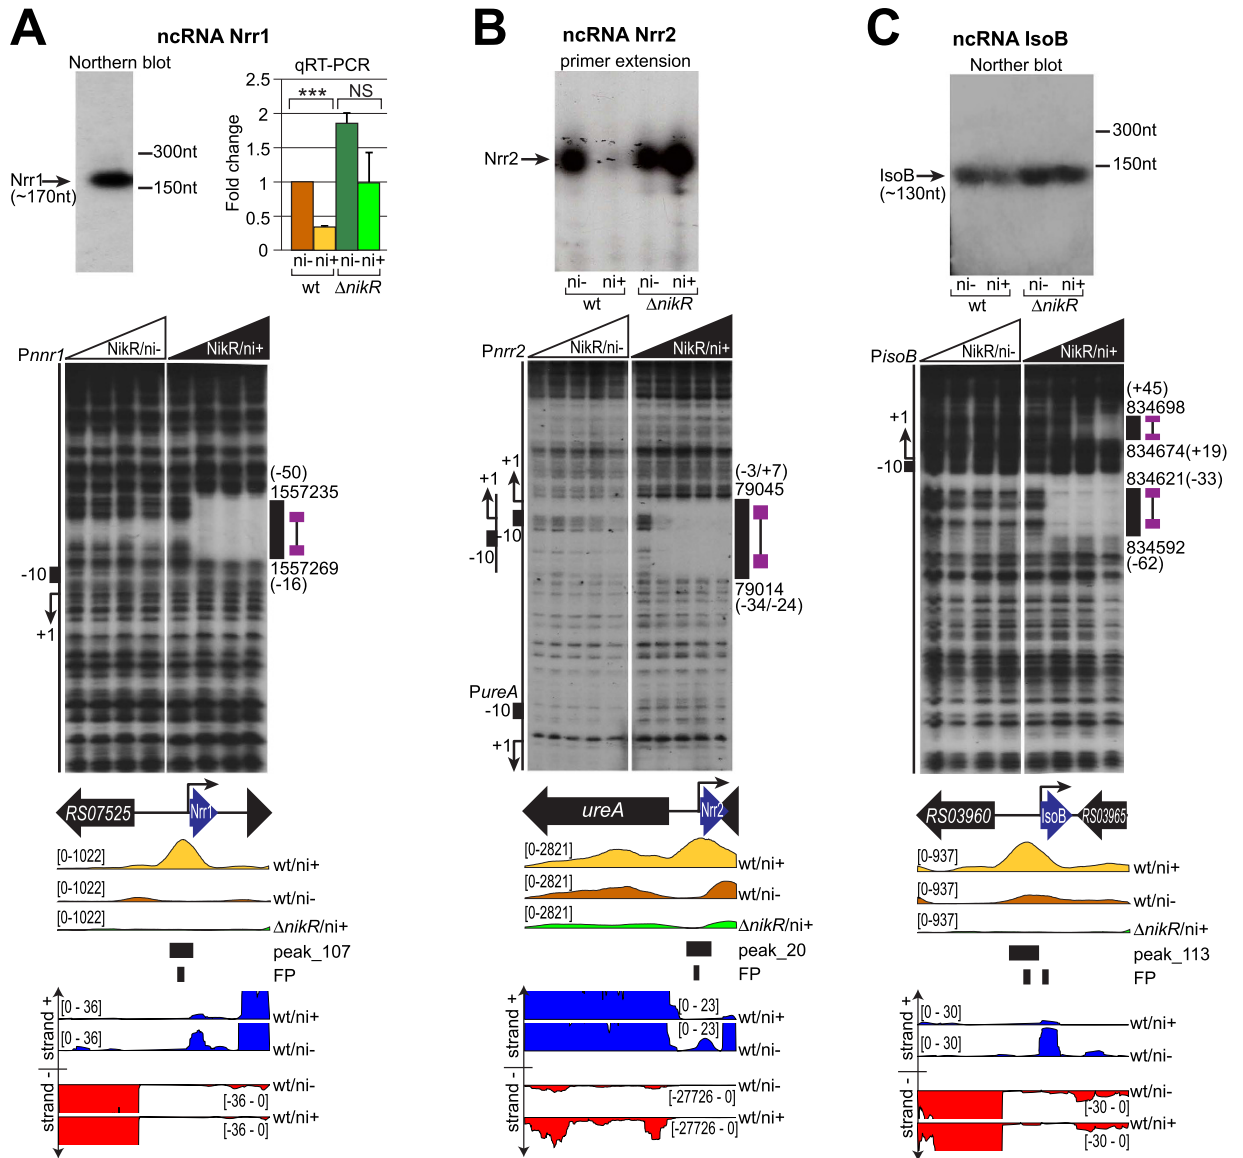 A
ncRNA Nrr1
Northern blot
300nt
150nt
Nrr1
(~170nt)
qRT-PCR
Fold change
2.5
2
1.5
1
0.5
0
***
NS
ni- ni+ ni- ni+
wt ΔnikR
Pnnr1
NikR/ni- NikR/ni+
(-50)
1557235
1557269
(-16)
-10
+1
RS07525 Nrr1
[0-1022] wt/ni+
[0-1022] wt/ni-
[0-1022] ΔnikR/ni+
peak_107
FP
strand +
[0 - 36] wt/ni+
[0 - 36] wt/ni-
strand -
wt/ni-
[-36 - 0]
wt/ni+
[-36 - 0]
B
ncRNA Nrr2
primer extension
Nrr2
ni- ni+ ni- ni+
wt ΔnikR
Pnrr2
NikR/ni- NikR/ni+
+1
+1
-10
-10
(-3/+7)
79045
79014
(-34/-24)
PureA
-10
+1
ureA Nrr2
[0-2821] wt/ni+
[0-2821] wt/ni-
[0-2821] ΔnikR/ni+
peak_20
FP
strand +
[0 - 23] wt/ni+
[0 - 23] wt/ni-
strand -
wt/ni-
[-27726 - 0]
wt/ni+
[-27726 - 0]
C
ncRNA IsoB
Norther blot
300nt
150nt
IsoB
(~130nt)
ni- ni+ ni- ni+
wt ΔnikR
PisoB
NikR/ni- NikR/ni+
+1
-10
(+45)
834698
834674(+19)
834621(-33)
834592
(-62)
RS03960 IsoB RS03965
[0-937] wt/ni+
[0-937] wt/ni-
[0-937] ΔnikR/ni+
peak_113
FP
strand +
[0 - 30] wt/ni+
[0 - 30] wt/ni-
strand -
wt/ni-
[-30 - 0]
wt/ni+
[-30 - 0]